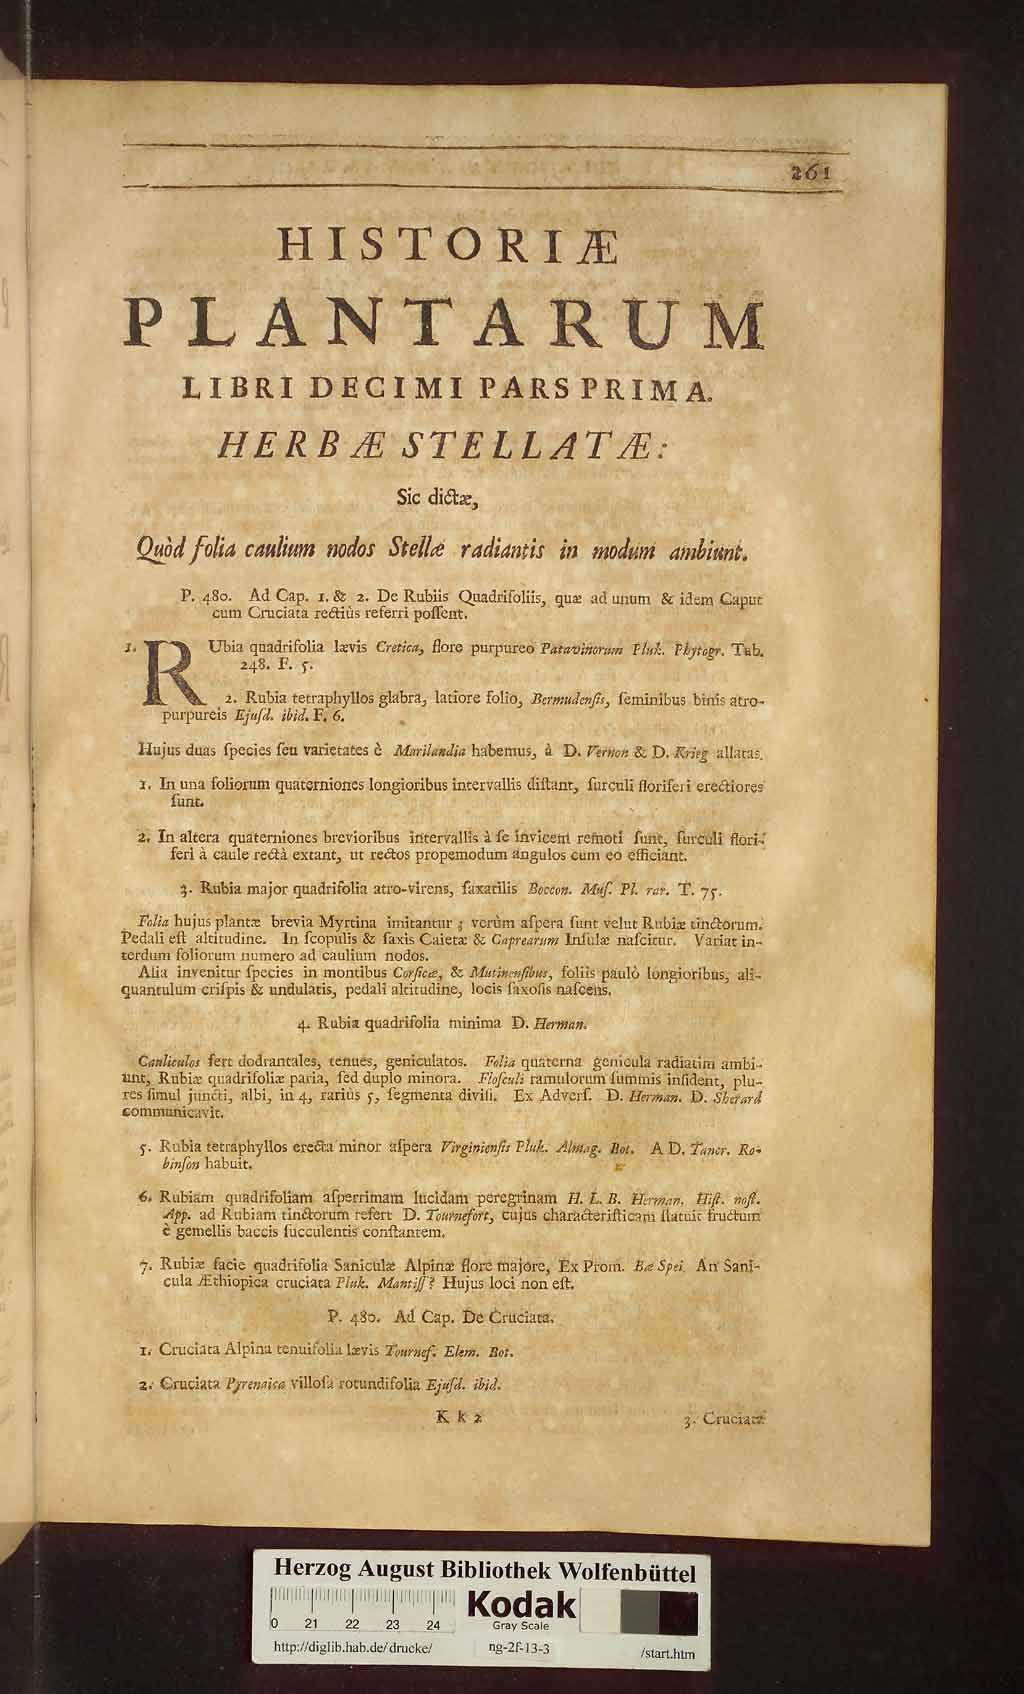 261
HISTORIÆ
PLANTARUM
LIBRI DECIMI PARS PRIMA.
HERBÆ STELLATÆ:
Sic dictæ,
Quòd folia caulium nodos Stellæ radiantis in modum ambiunt.
P. 480. Ad Cap. 1. & 2. De Rubiis Quadrifoliis, quæ ad unum & idem Caput
cum Cruciata rectiùs referri poſſent.
1. RUbia quadrifolia lævis Cretica, flore purpureo Patavinorum Pluk. Phytogr. Tab.
248. F. 5.
2. Rubia tetraphyllos glabra, latiore folio, Bermudenſis, ſeminibus binis atro-
purpureis Ejuſd. ibid. F. 6.
Hujus duas ſpecies ſeu varietates è Marilandia habemus, à D. Vernon & D. Krieg allatas.
1. In una foliorum quaterniones longioribus intervallis diſtant, ſurculi floriferi erectiores
ſunt.
2. In altera quaterniones brevioribus intervallis à ſe invicem remoti ſunt, ſurculi flori-
feri à caule rectà extant, ut rectos propemodum angulos cum eo efficiant.
3. Rubia major quadrifolia atro-virens, ſaxatilis Boccon. Muſ. Pl. rar. T. 75.
Folia hujus plantæ brevia Myrtina imitantur; verùm aſpera ſunt velut Rubiæ tinctorum.
Pedali eſt altitudine. In ſcopulis & ſaxis Caietæ & Caprearum Inſulæ naſcitur. Variat in-
terdum foliorum numero ad caulium nodos.
Alia invenitur ſpecies in montibus Corſicæ, & Mutinenſibus, foliis paulò longioribus, ali-
quantulum criſpis & undulatis, pedali altitudine, locis ſaxoſis naſcens.
4. Rubia quadrifolia minima D. Herman.
Cauliculos fert dodrantales, tenues, geniculatos. Folia quaterna genicula radiatim ambi-
unt, Rubiæ quadrifoliæ paria, ſed duplo minora. Floſculi ramulorum ſummis inſident, plu-
res ſimul juncti, albi, in 4, rariùs 5, ſegmenta diviſi. Ex Adverſ. D. Herman. D. Sherard
communicavit.
5. Rubia tetraphyllos erecta minor aſpera Virginienſis Pluk. Almag. Bot. A D. Tancr. Ro-
binſon habuit.
6. Rubiam quadrifoliam aſperrimam lucidam peregrinam H. L. B. Herman. Hiſt. noſt.
App. ad Rubiam tinctorum refert D. Tournefort, cujus characteriſticam ſtatuit fructum
è gemellis baccis ſucculentis conſtantem.
7. Rubiæ facie quadrifolia Saniculæ Alpinæ flore majore, Ex Prom. Bæ Spei. An Sani-
cula Æthiopica cruciata Pluk. Mantiſſ? Hujus loci non eſt.
P. 480. Ad Cap. De Cruciata.
1. Cruciata Alpina tenuifolia lævis Tournef. Elem. Bot.
2. Cruciata Pyrenaica villoſa rotundifolia Ejuſd. ibid.
K k 2
3. Cruciata
Herzog August Bibliothek Wolfenbüttel
0 21 22 23 24
Kodak
Gray Scale
http://diglib.hab.de/drucke/ ng-2f-13-3 /start.htm